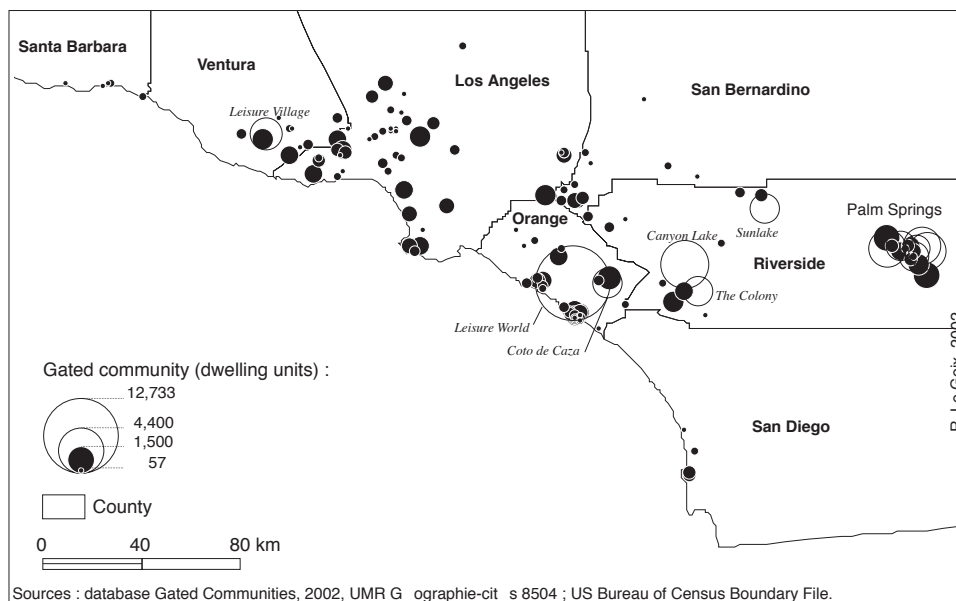 Santa Barbara
Ventura
Los Angeles
San Bernardino
Leisure Village
Orange
Canyon Lake
Sunlake
Palm Springs
Riverside
The Colony
Leisure World
Coto de Caza
San Diego
Gated community (dwelling units) :
12,733
4,400
1,500
57
County
0 40 80 km
Sources : database Gated Communities, 2002, UMR G ographie-cit s 8504 ; US Bureau of Census Boundary File.